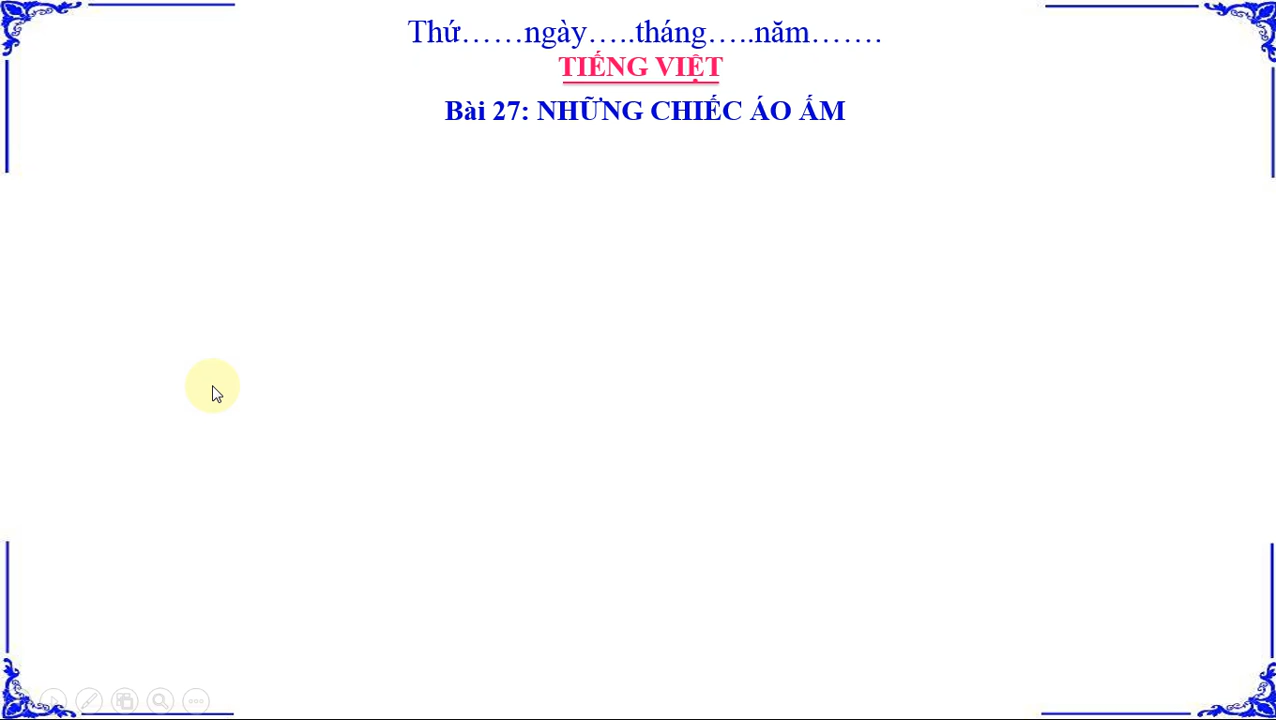 Thứ……ngày…..tháng…..năm…….
TIẾNG VIỆT
Bài 27: NHỮNG CHIẾC ÁO ẤM